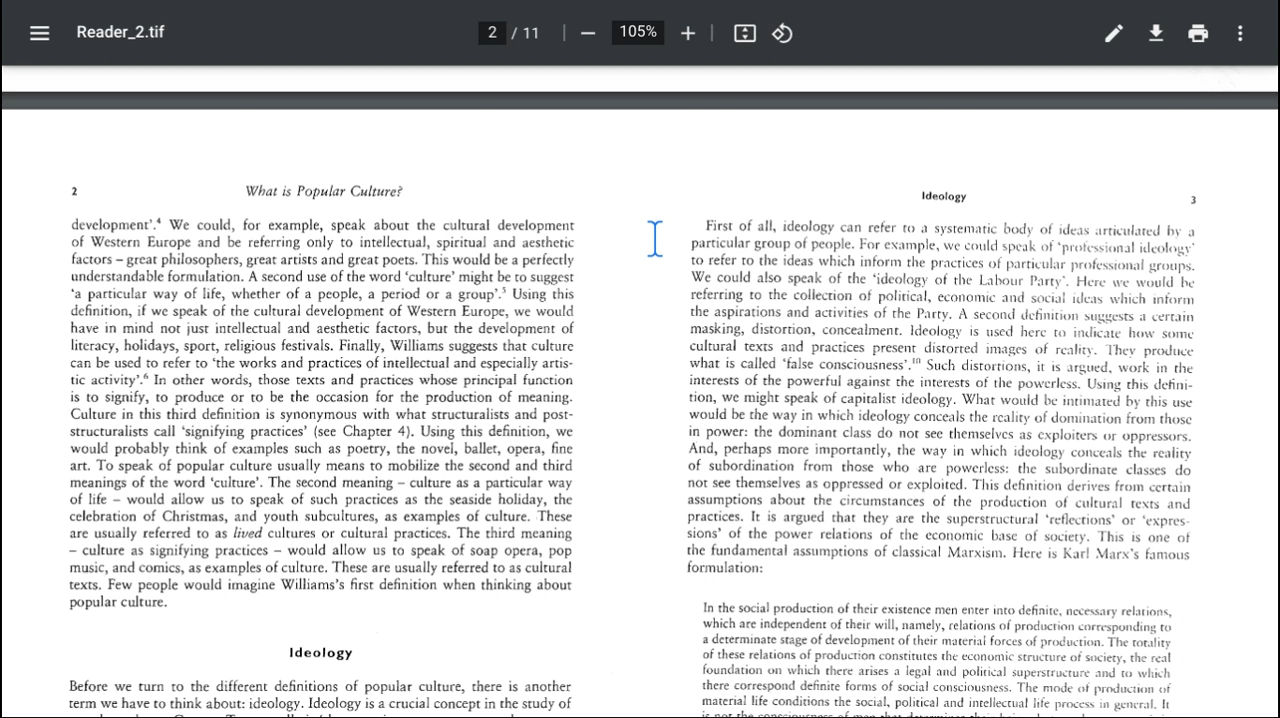 Reader_2.tif
2 / 11
105%
2
What is Popular Culture?
development'.⁴ We could, for example, speak about the cultural development
of Western Europe and be referring only to intellectual, spiritual and aesthetic
factors – great philosophers, great artists and great poets. This would be a perfectly
understandable formulation. A second use of the word 'culture' might be to suggest
'a particular way of life, whether of a people, a period or a group'.⁵ Using this
definition, if we speak of the cultural development of Western Europe, we would
have in mind not just intellectual and aesthetic factors, but the development of
literacy, holidays, sport, religious festivals. Finally, Williams suggests that culture
can be used to refer to 'the works and practices of intellectual and especially artis-
tic activity'.⁶ In other words, those texts and practices whose principal function
is to signify, to produce or to be the occasion for the production of meaning.
Culture in this third definition is synonymous with what structuralists and post-
structuralists call 'signifying practices' (see Chapter 4). Using this definition, we
would probably think of examples such as poetry, the novel, ballet, opera, fine
art. To speak of popular culture usually means to mobilize the second and third
meanings of the word 'culture'. The second meaning – culture as a particular way
of life – would allow us to speak of such practices as the seaside holiday, the
celebration of Christmas, and youth subcultures, as examples of culture. These
are usually referred to as lived cultures or cultural practices. The third meaning
– culture as signifying practices – would allow us to speak of soap opera, pop
music, and comics, as examples of culture. These are usually referred to as cultural
texts. Few people would imagine Williams's first definition when thinking about
popular culture.
Ideology
Before we turn to the different definitions of popular culture, there is another
term we have to think about: ideology. Ideology is a crucial concept in the study of
Ideology
3
First of all, ideology can refer to a systematic body of ideas articulated by a
particular group of people. For example, we could speak of 'professional ideology'
to refer to the ideas which inform the practices of particular professional groups.
We could also speak of the 'ideology of the Labour Party'. Here we would be
referring to the collection of political, economic and social ideas which inform
the aspirations and activities of the Party. A second definition suggests a certain
masking, distortion, concealment. Ideology is used here to indicate how some
cultural texts and practices present distorted images of reality. They produce
what is called 'false consciousness'.¹⁰ Such distortions, it is argued, work in the
interests of the powerful against the interests of the powerless. Using this defini-
tion, we might speak of capitalist ideology. What would be intimated by this use
would be the way in which ideology conceals the reality of domination from those
in power: the dominant class do not see themselves as exploiters or oppressors.
And, perhaps more importantly, the way in which ideology conceals the reality
of subordination from those who are powerless: the subordinate classes do
not see themselves as oppressed or exploited. This definition derives from certain
assumptions about the circumstances of the production of cultural texts and
practices. It is argued that they are the superstructural 'reflections' or 'expres-
sions' of the power relations of the economic base of society. This is one of
the fundamental assumptions of classical Marxism. Here is Karl Marx's famous
formulation:
In the social production of their existence men enter into definite, necessary relations,
which are independent of their will, namely, relations of production corresponding to
a determinate stage of development of their material forces of production. The totality
of these relations of production constitutes the economic structure of society, the real
foundation on which there arises a legal and political superstructure and to which
there correspond definite forms of social consciousness. The mode of production of
material life conditions the social, political and intellectual life process in general. It